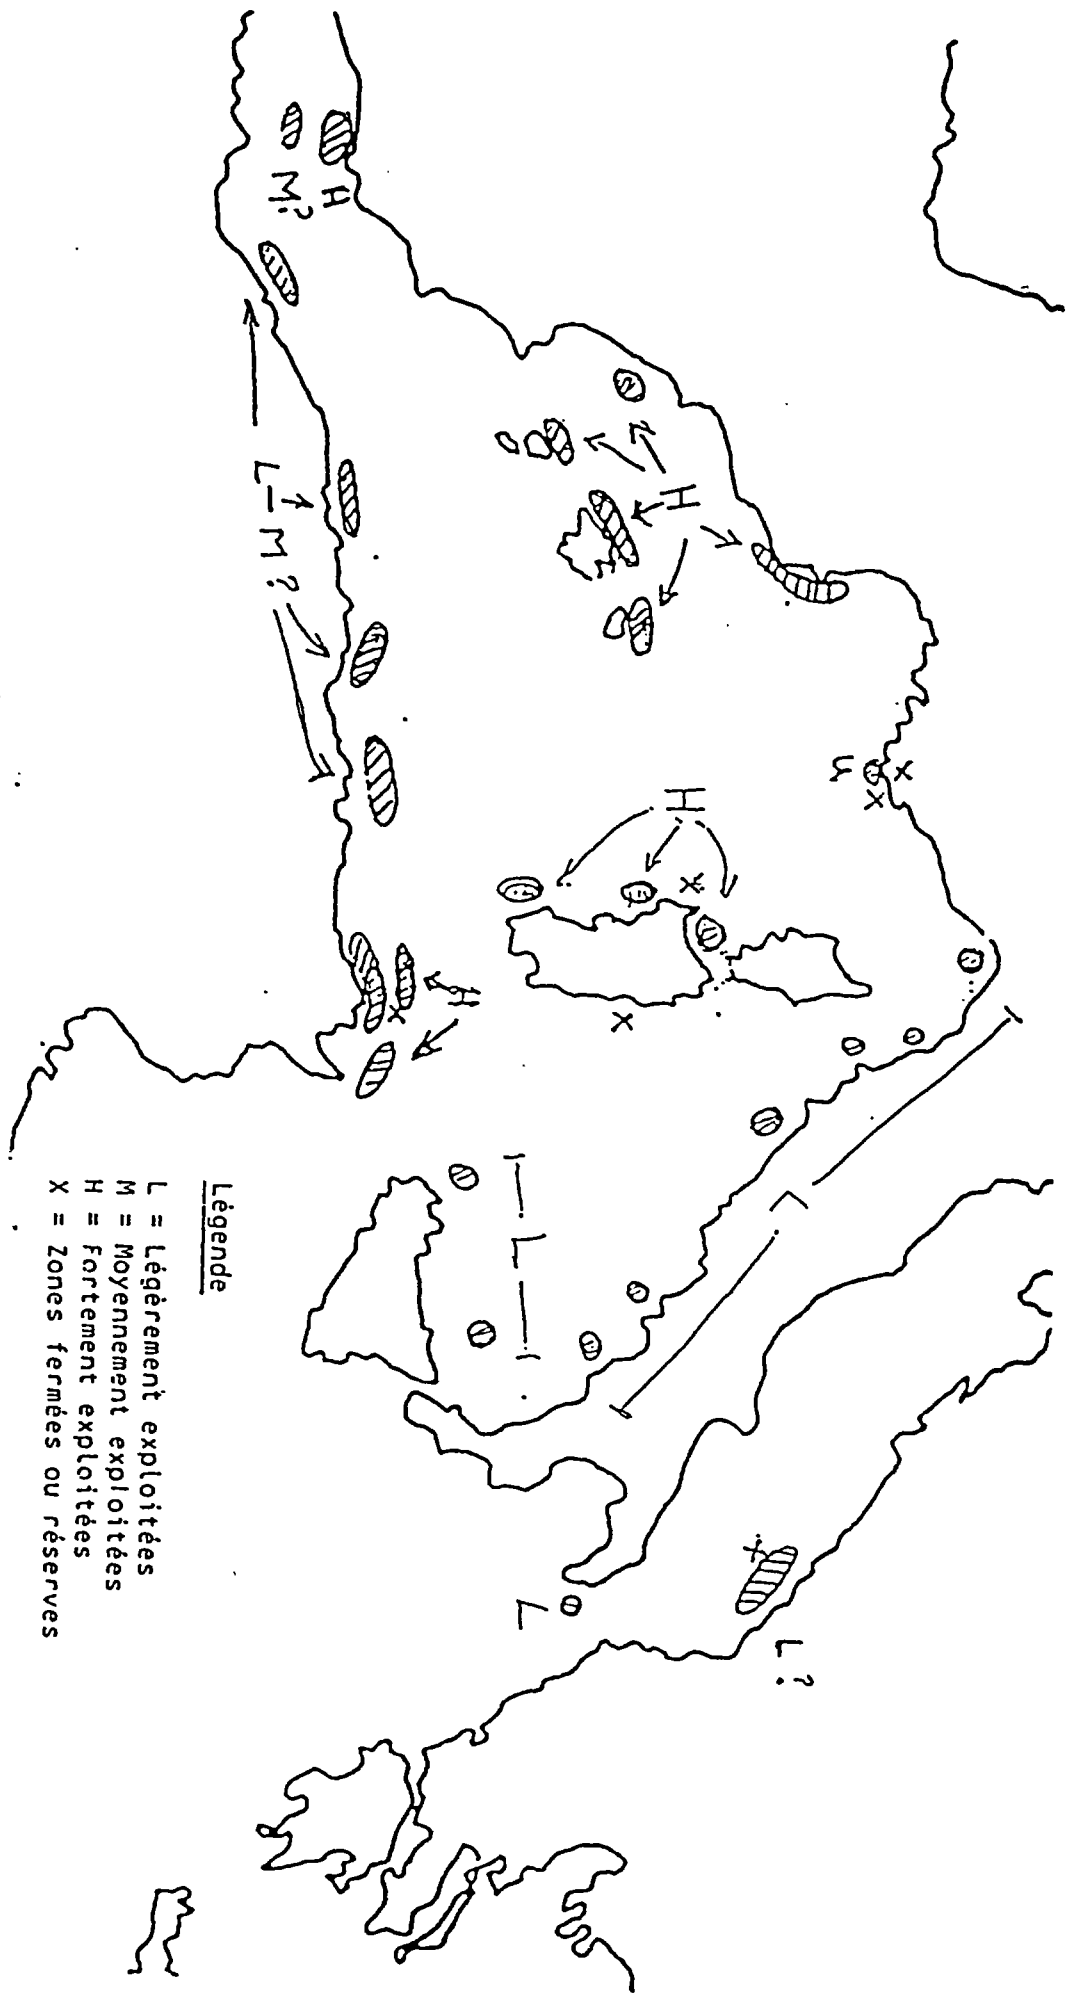 X
X
L ?
L
X
X
H
H
X
L
L
H
X
H
M?
L – M ?
Légende
L = Légèrement exploitées
M = Moyennement exploitées
H = Fortement exploitées
X = Zones fermées ou réserves